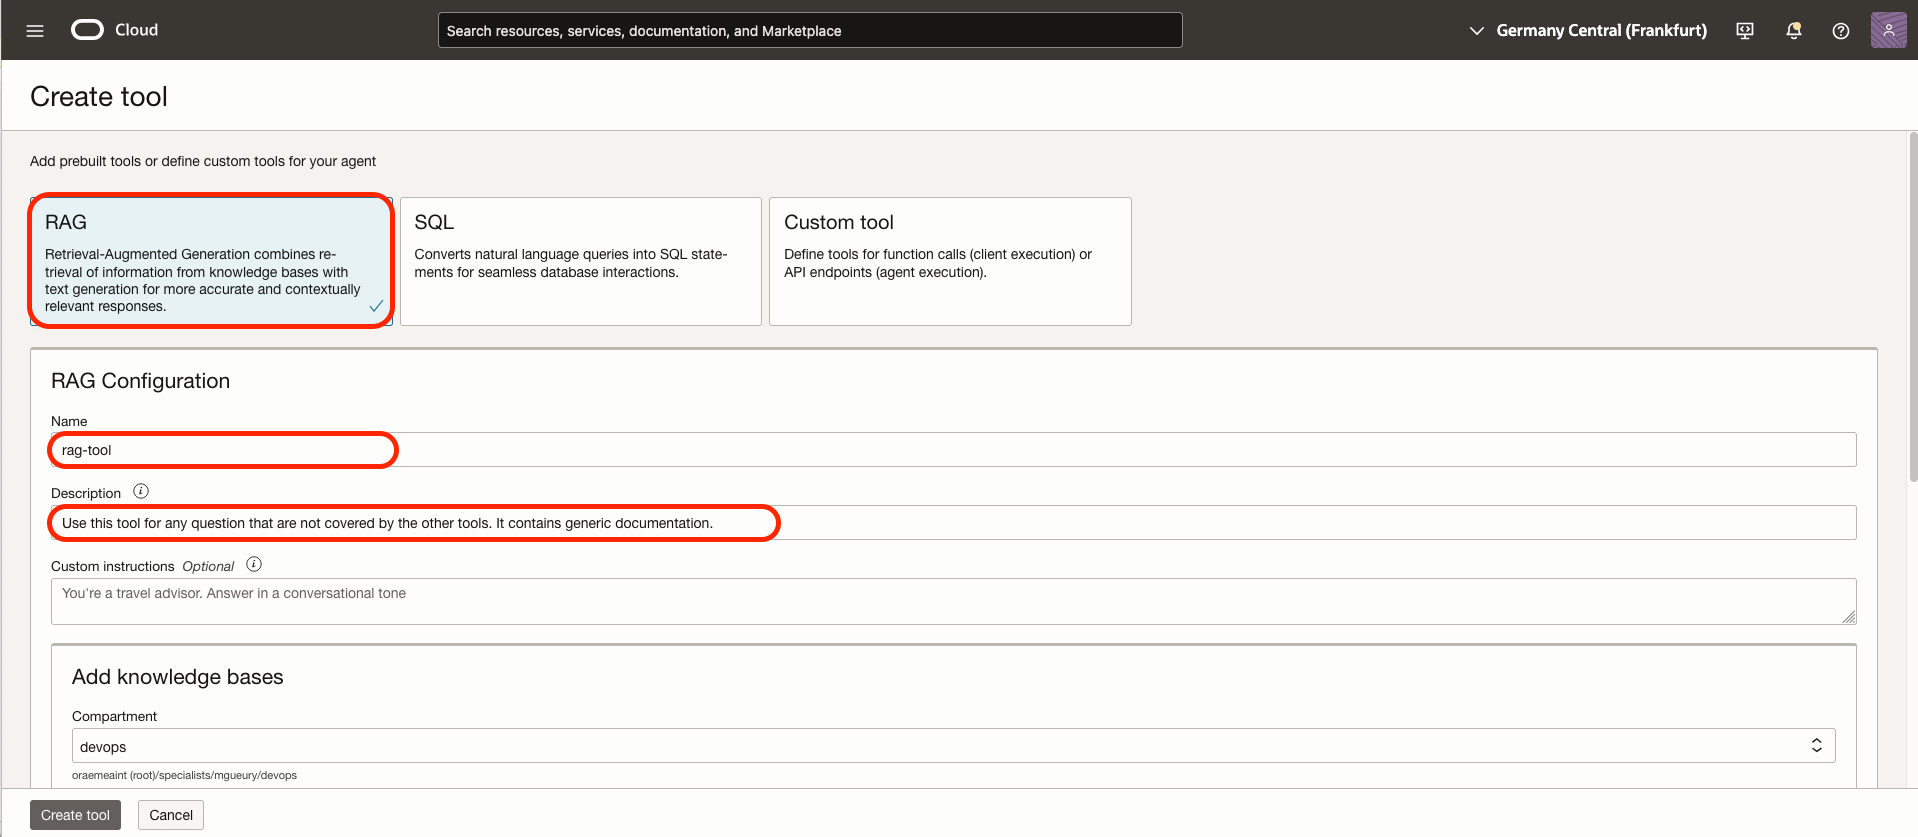 Cloud
Search resources, services, documentation, and Marketplace
Germany Central (Frankfurt)
Create tool
Add prebuilt tools or define custom tools for your agent
RAG
Retrieval-Augmented Generation combines re-
trieval of information from knowledge bases with
text generation for more accurate and contextually
relevant responses.
SQL
Converts natural language queries into SQL state-
ments for seamless database interactions.
Custom tool
Define tools for function calls (client execution) or
API endpoints (agent execution).
RAG Configuration
Name
rag-tool
Description
Use this tool for any question that are not covered by the other tools. It contains generic documentation.
Custom instructions Optional
You're a travel advisor. Answer in a conversational tone
Add knowledge bases
Compartment
devops
oraemeaint (root)/specialists/mgueury/devops
Create tool
Cancel